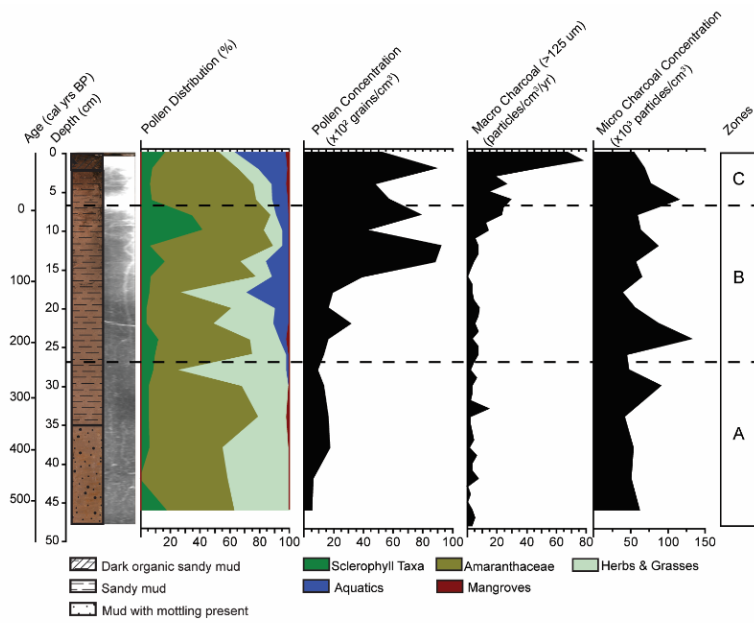 Age (cal yrs BP)
Depth (cm)
Pollen Distribution (%)
Pollen Concentration
(x10² grains/cm³)
Macro Charcoal (>125 um)
(particles/cm³/yr)
Micro Charcoal Concentration
(x10³ particles/cm³)
Zones
0
100
200
300
400
500
0
5
10
15
20
25
30
35
40
45
50
20 40 60 80 100
20 40 60 80 100
20 40 60 80
50 100 150
C
B
A
Dark organic sandy mud
Sandy mud
Mud with mottling present
Sclerophyll Taxa
Amaranthaceae
Herbs & Grasses
Aquatics
Mangroves